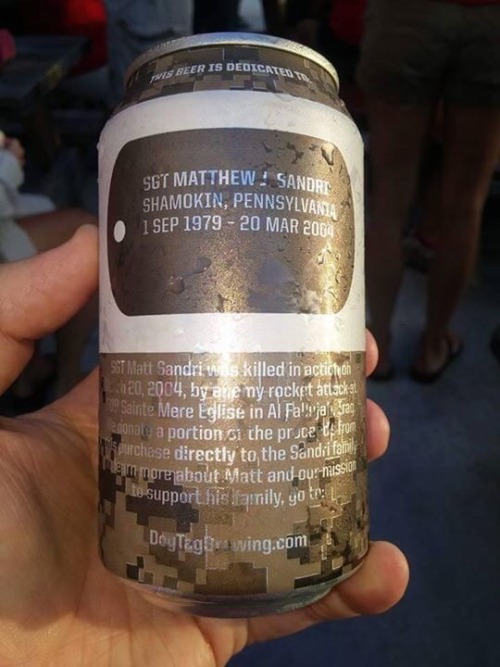 THIS BEER IS DEDICATED TO
SGT MATTHEW J. SANDRI
SHAMOKIN, PENNSYLVANIA
1 SEP 1979 - 20 MAR 2004
SGT Matt Sandri was killed in action on
20, 2004, by enemy rocket attack at
Sainte Mere Eglise in Al Fallujah, Iraq
donate a portion of the proceeds from
this purchase directly to the Sandri family
learn more about Matt and our mission
to support his family, go to:
DogTagBrewing.com